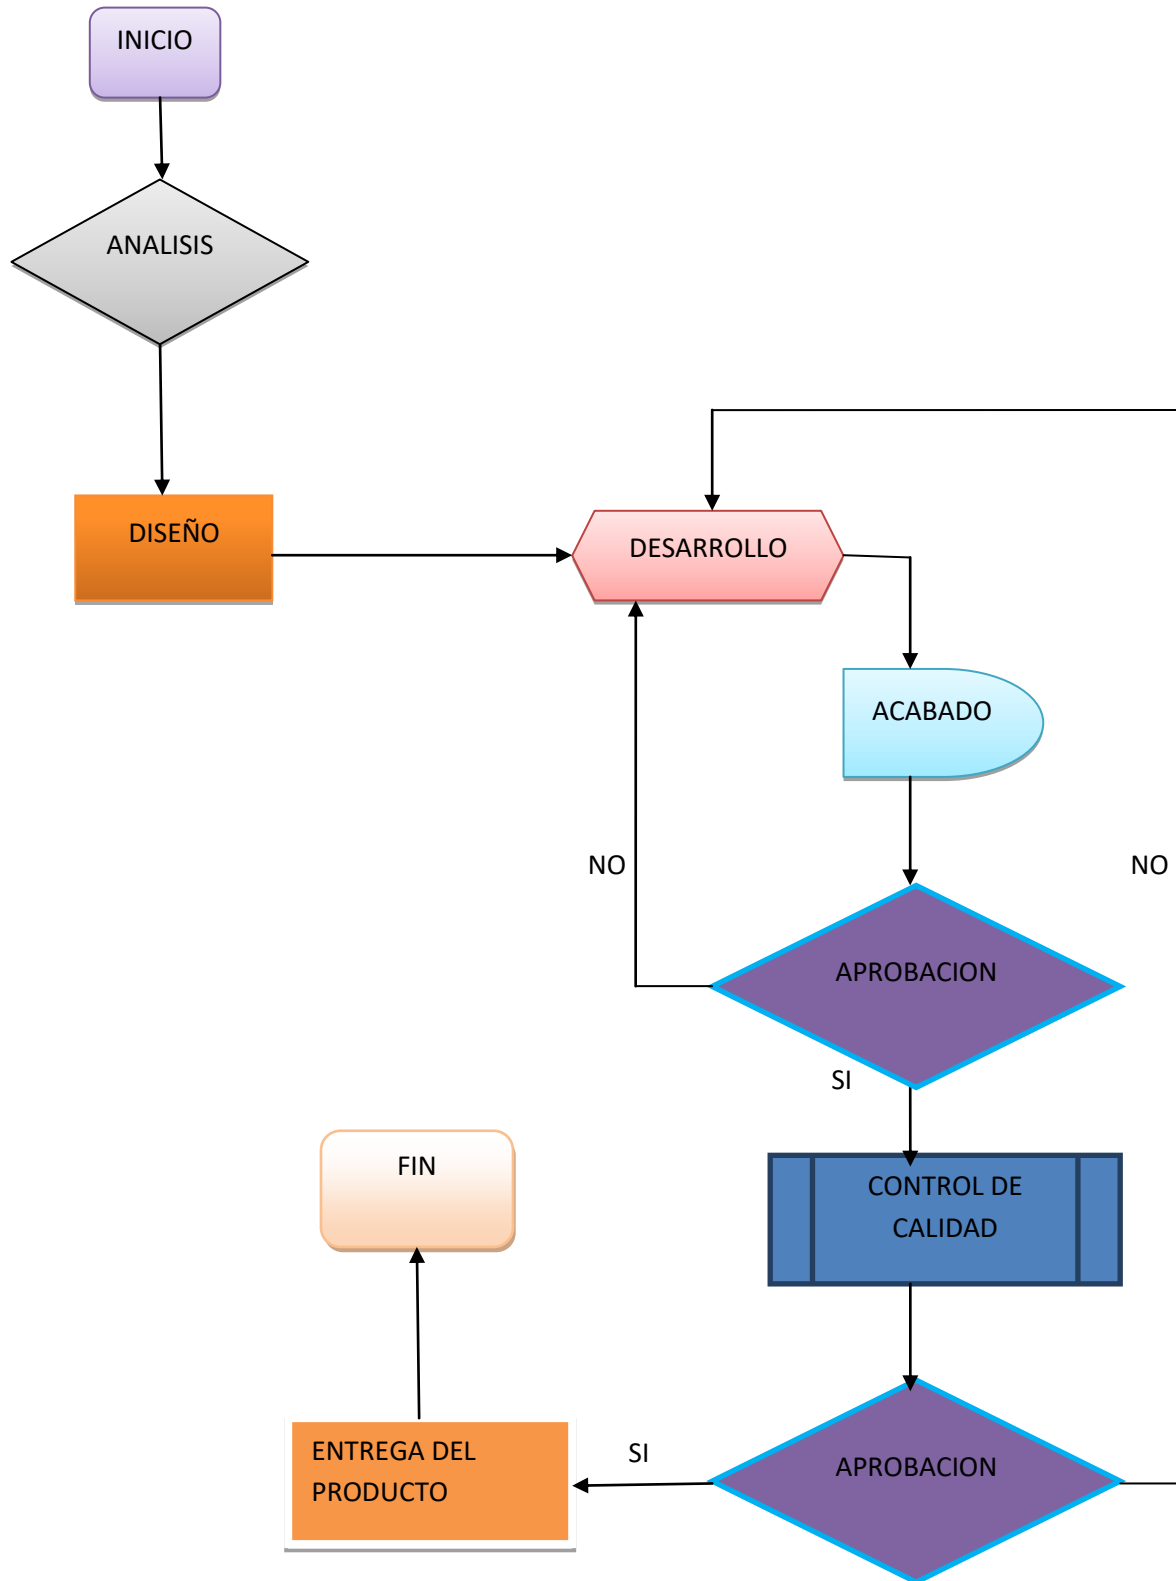 INICIO
ANALISIS
DISEÑO
DESARROLLO
ACABADO
NO
NO
APROBACION
SI
FIN
CONTROL DE
CALIDAD
ENTREGA DEL
PRODUCTO
SI
APROBACION